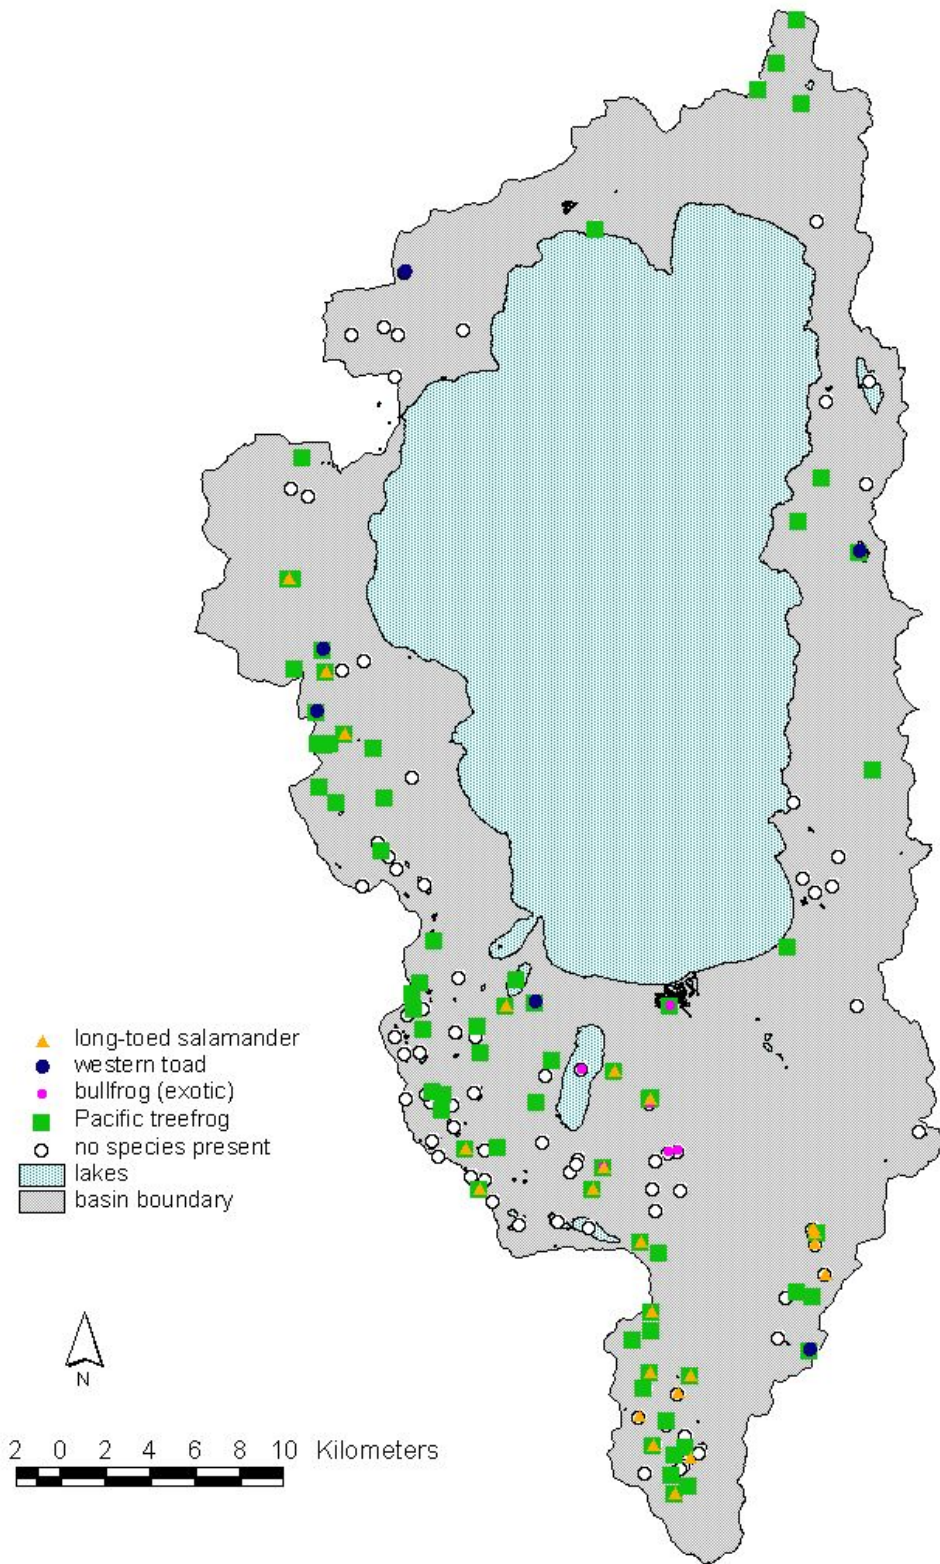 long-toed salamander
western toad
bullfrog (exotic)
Pacific treefrog
no species present
lakes
basin boundary
N
2 0 2 4 6 8 10 Kilometers